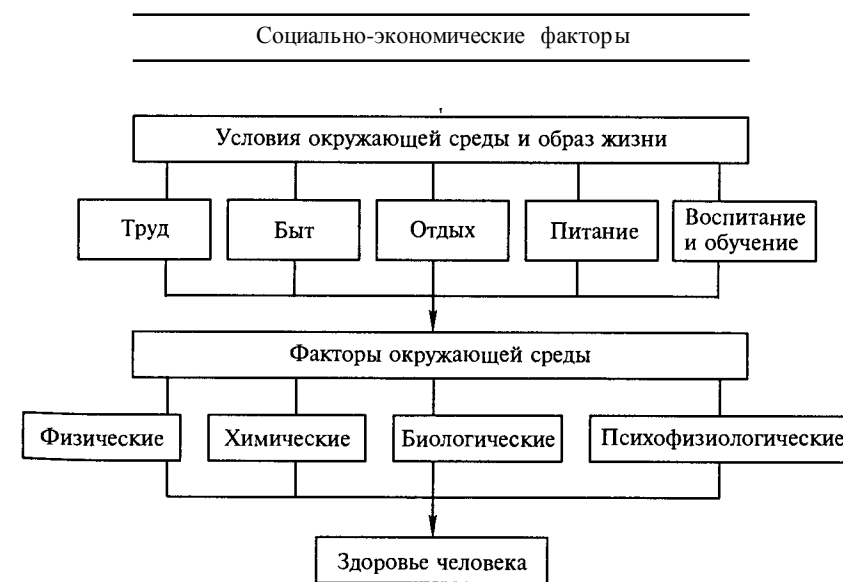 Социально-экономические факторы
Условия окружающей среды и образ жизни
Труд
Быт
Отдых
Питание
Воспитание
и обучение
Факторы окружающей среды
Физические
Химические
Биологические
Психофизиологические
Здоровье человека